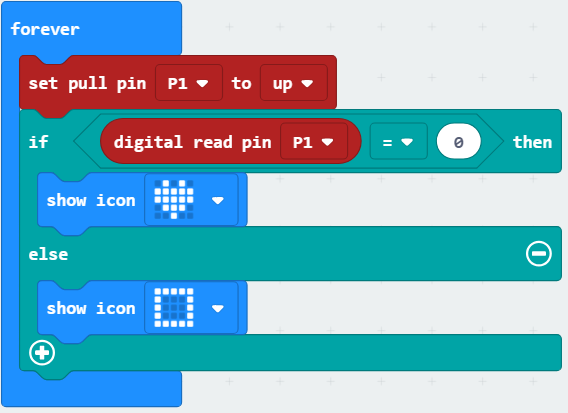 forever
set pull pin P1 to up
if digital read pin P1 = 0 then
show icon
else
show icon